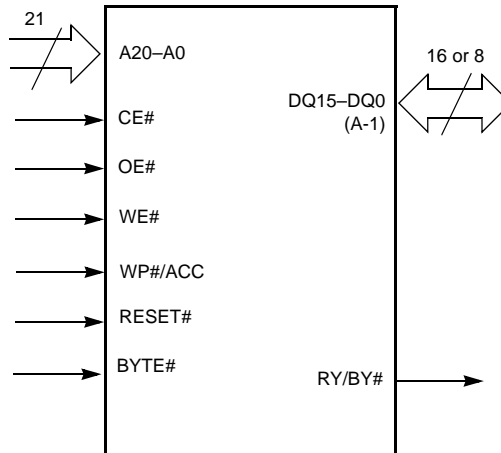 21
A20–A0
16 or 8
DQ15–DQ0
(A-1)
CE#
OE#
WE#
WP#/ACC
RESET#
BYTE#
RY/BY#